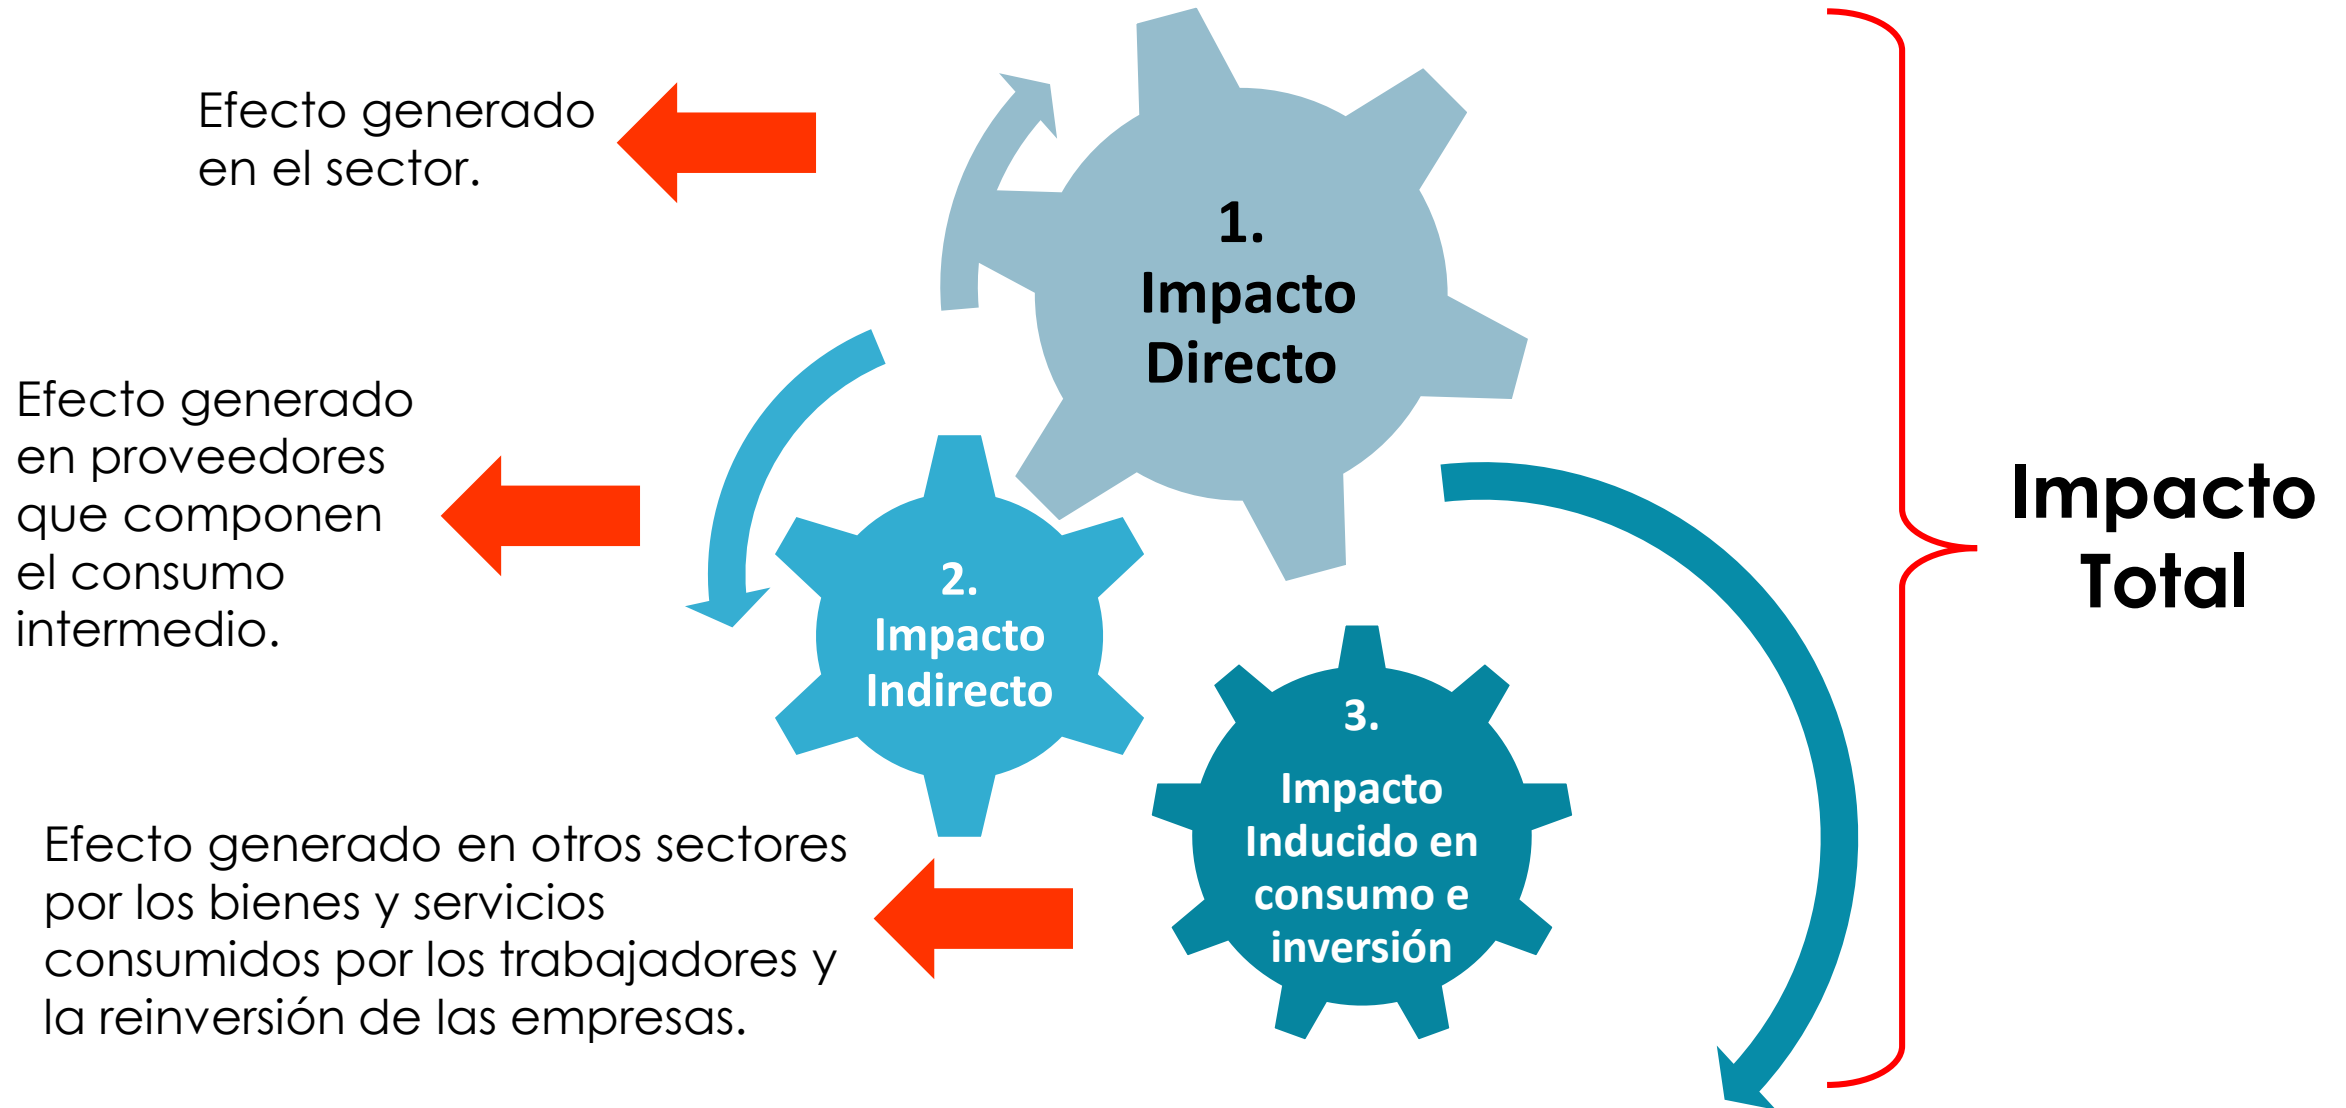 Efecto generado
en el sector.
1.
Impacto
Directo
Efecto generado
en proveedores
que componen
el consumo
intermedio.
2.
Impacto
Indirecto
Efecto generado en otros sectores
por los bienes y servicios
consumidos por los trabajadores y
la reinversión de las empresas.
3.
Impacto
Inducido en
consumo e
inversión
Impacto
Total